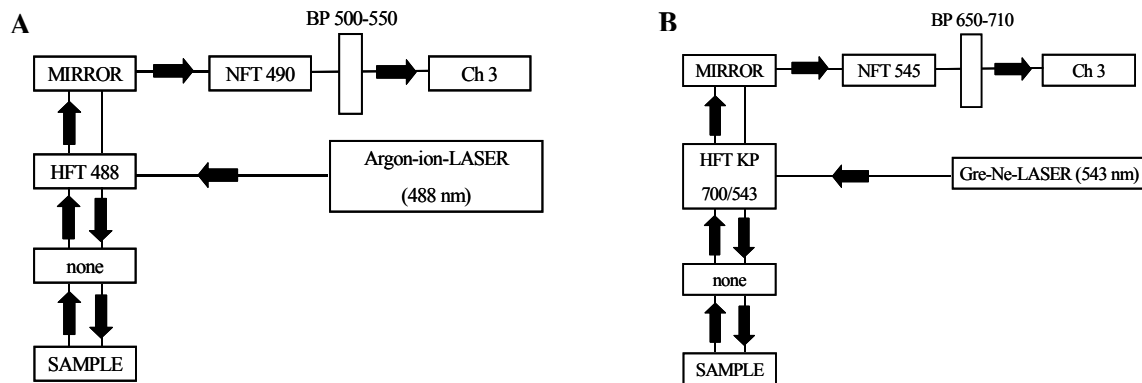 A
BP 500-550
MIRROR
NFT 490
Ch 3
HFT 488
Argon-ion-LASER
(488 nm)
none
SAMPLE
B
BP 650-710
MIRROR
NFT 545
Ch 3
HFT KP
700/543
Gre-Ne-LASER (543 nm)
none
SAMPLE